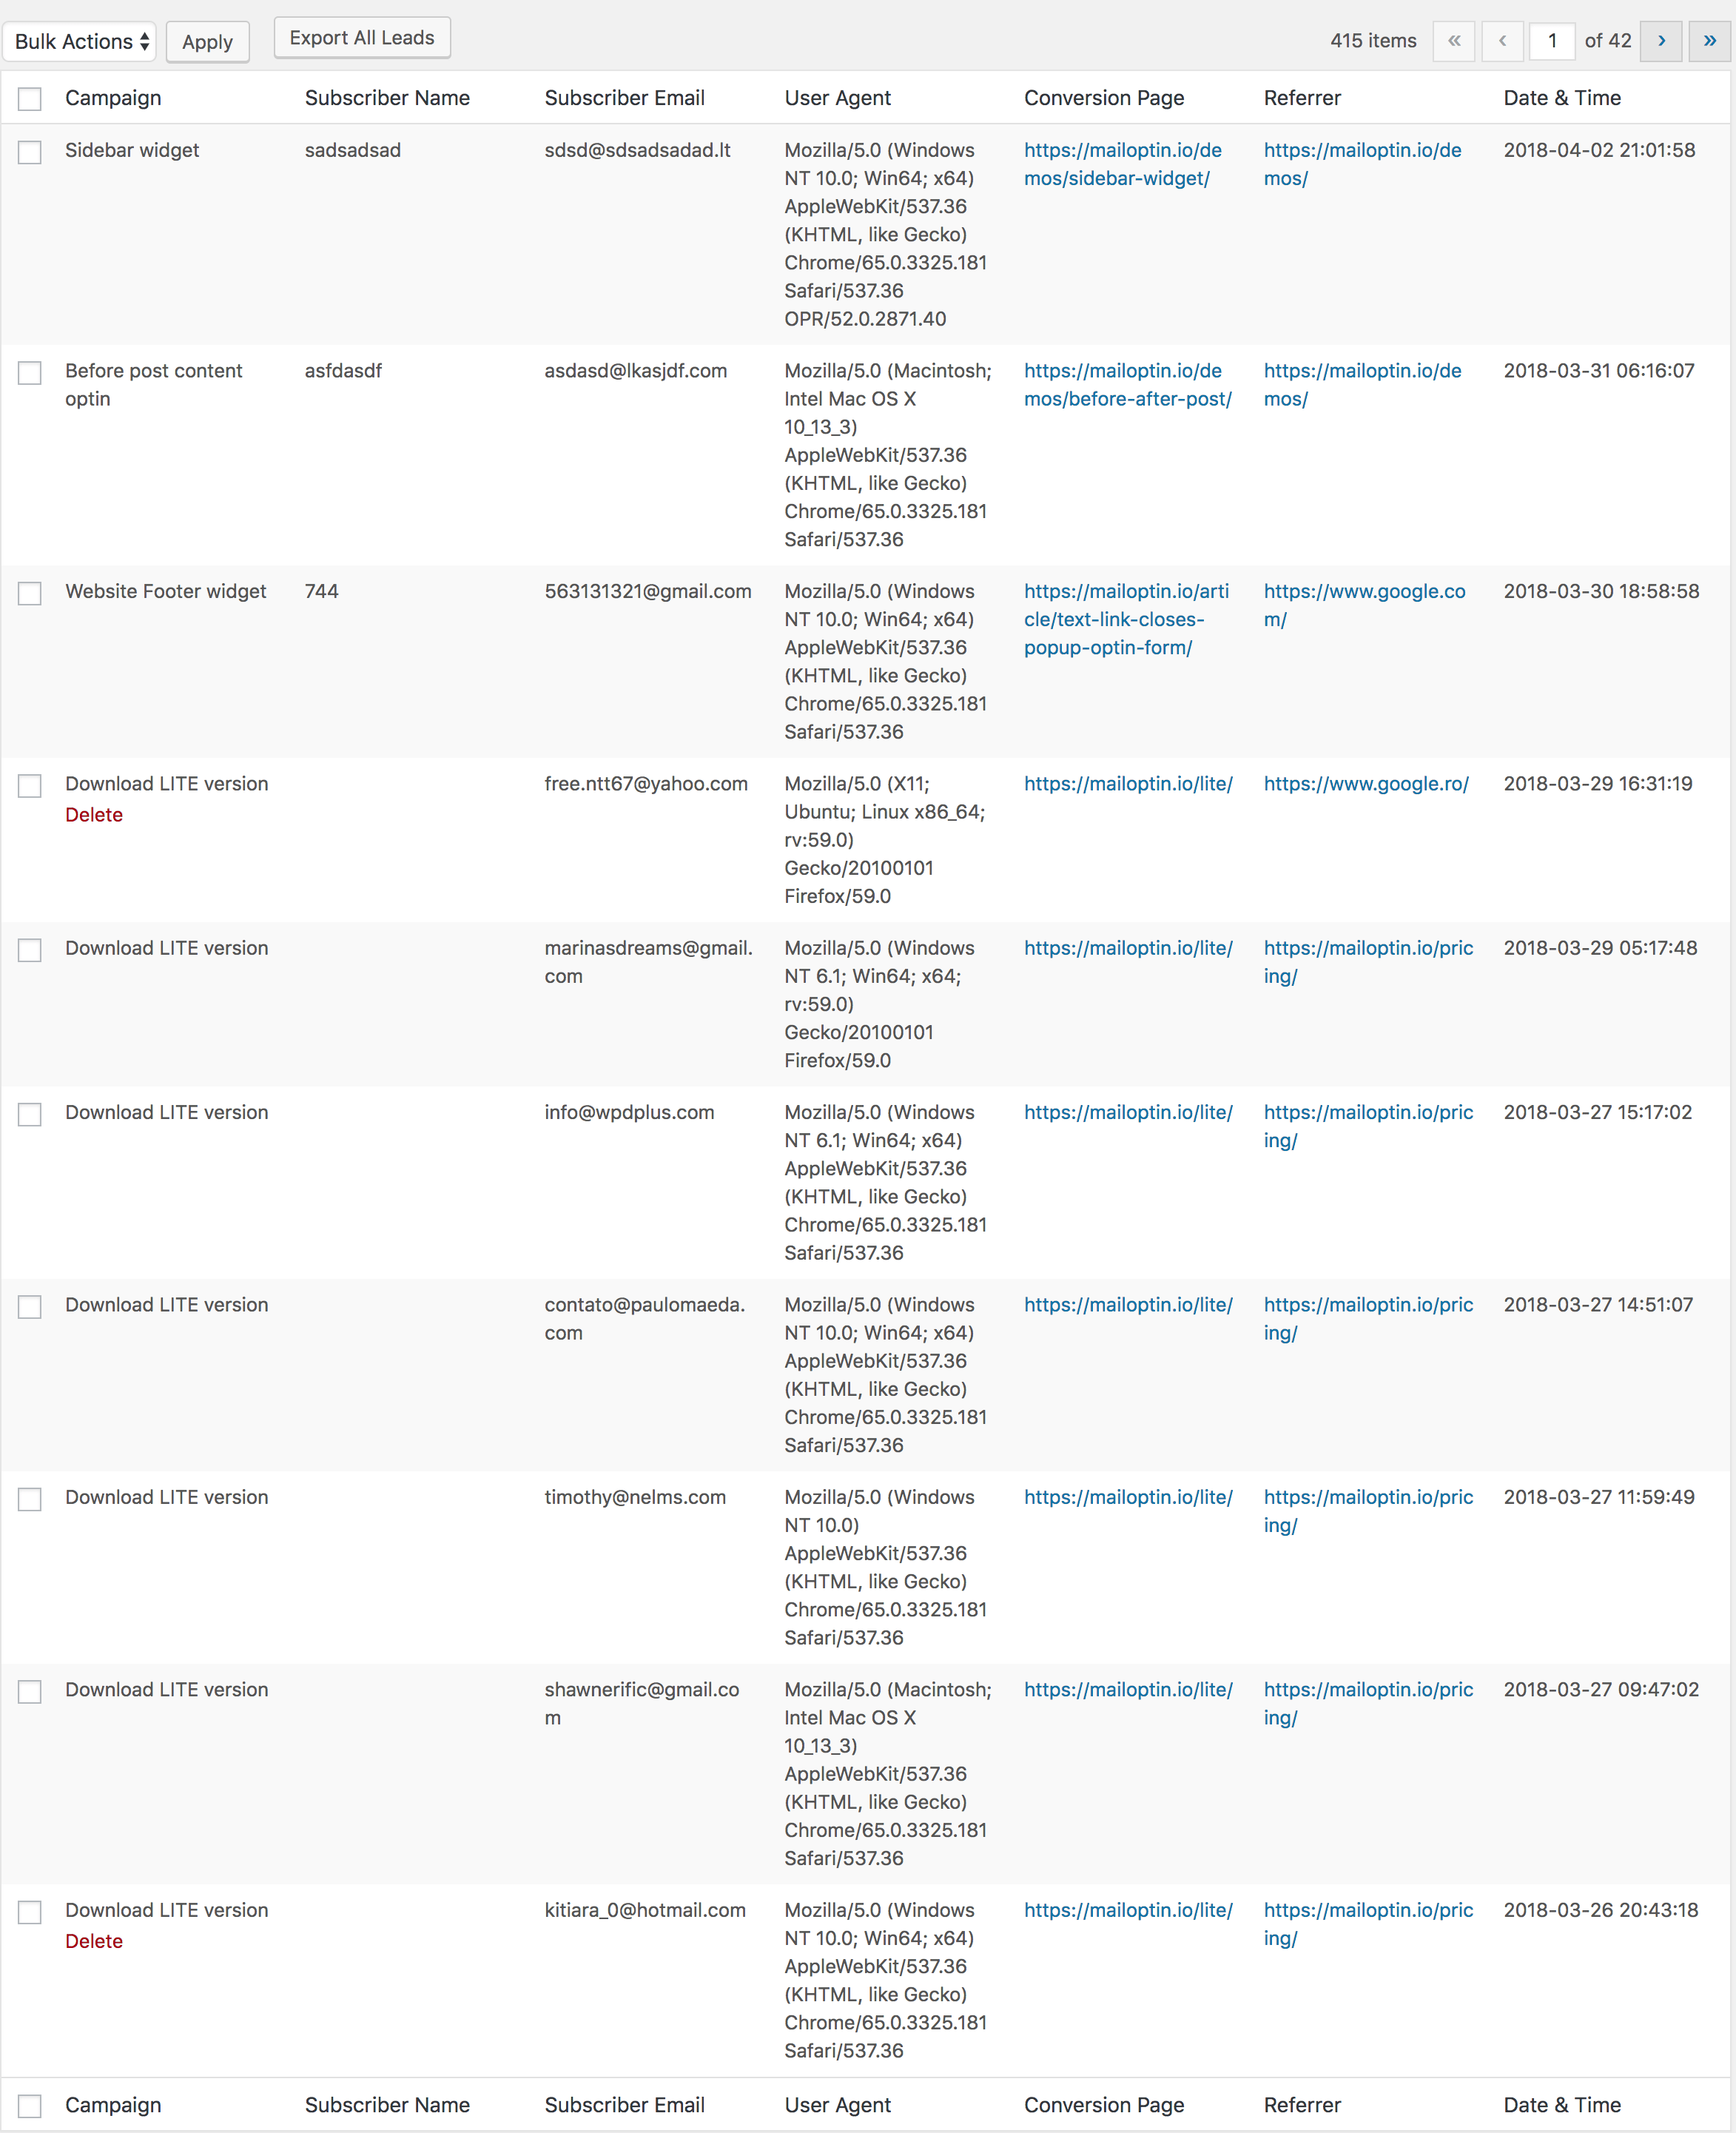 Bulk Actions Apply Export All Leads 415 items « ‹ 1 of 42 › »
Campaign Subscriber Name Subscriber Email User Agent Conversion Page Referrer Date & Time
Sidebar widget sadsadsad sdsd@sdsadsadad.lt Mozilla/5.0 (Windows https://mailoptin.io/de https://mailoptin.io/de 2018-04-02 21:01:58
NT 10.0; Win64; x64) mos/sidebar-widget/ mos/
AppleWebKit/537.36
(KHTML, like Gecko)
Chrome/65.0.3325.181
Safari/537.36
OPR/52.0.2871.40
Before post content asfdasdf asdasd@lkasjdf.com Mozilla/5.0 (Macintosh; https://mailoptin.io/de https://mailoptin.io/de 2018-03-31 06:16:07
optin Intel Mac OS X mos/before-after-post/ mos/
10_13_3)
AppleWebKit/537.36
(KHTML, like Gecko)
Chrome/65.0.3325.181
Safari/537.36
Website Footer widget 744 563131321@gmail.com Mozilla/5.0 (Windows https://mailoptin.io/arti https://www.google.co 2018-03-30 18:58:58
NT 10.0; Win64; x64) cle/text-link-closes- m/
AppleWebKit/537.36 popup-optin-form/
(KHTML, like Gecko)
Chrome/65.0.3325.181
Safari/537.36
Download LITE version free.ntt67@yahoo.com Mozilla/5.0 (X11; https://mailoptin.io/lite/ https://www.google.ro/ 2018-03-29 16:31:19
Delete Ubuntu; Linux x86_64;
rv:59.0)
Gecko/20100101
Firefox/59.0
Download LITE version marinasdreams@gmail. Mozilla/5.0 (Windows https://mailoptin.io/lite/ https://mailoptin.io/pric 2018-03-29 05:17:48
com NT 6.1; Win64; x64; ing/
rv:59.0)
Gecko/20100101
Firefox/59.0
Download LITE version info@wpdplus.com Mozilla/5.0 (Windows https://mailoptin.io/lite/ https://mailoptin.io/pric 2018-03-27 15:17:02
NT 6.1; Win64; x64) ing/
AppleWebKit/537.36
(KHTML, like Gecko)
Chrome/65.0.3325.181
Safari/537.36
Download LITE version contato@paulomaeda. Mozilla/5.0 (Windows https://mailoptin.io/lite/ https://mailoptin.io/pric 2018-03-27 14:51:07
com NT 10.0; Win64; x64) ing/
AppleWebKit/537.36
(KHTML, like Gecko)
Chrome/65.0.3325.181
Safari/537.36
Download LITE version timothy@nelms.com Mozilla/5.0 (Windows https://mailoptin.io/lite/ https://mailoptin.io/pric 2018-03-27 11:59:49
NT 10.0) ing/
AppleWebKit/537.36
(KHTML, like Gecko)
Chrome/65.0.3325.181
Safari/537.36
Download LITE version shawnerific@gmail.co Mozilla/5.0 (Macintosh; https://mailoptin.io/lite/ https://mailoptin.io/pric 2018-03-27 09:47:02
m Intel Mac OS X ing/
10_13_3)
AppleWebKit/537.36
(KHTML, like Gecko)
Chrome/65.0.3325.181
Safari/537.36
Download LITE version kitiara_0@hotmail.com Mozilla/5.0 (Windows https://mailoptin.io/lite/ https://mailoptin.io/pric 2018-03-26 20:43:18
Delete NT 10.0; Win64; x64) ing/
AppleWebKit/537.36
(KHTML, like Gecko)
Chrome/65.0.3325.181
Safari/537.36
Campaign Subscriber Name Subscriber Email User Agent Conversion Page Referrer Date & Time